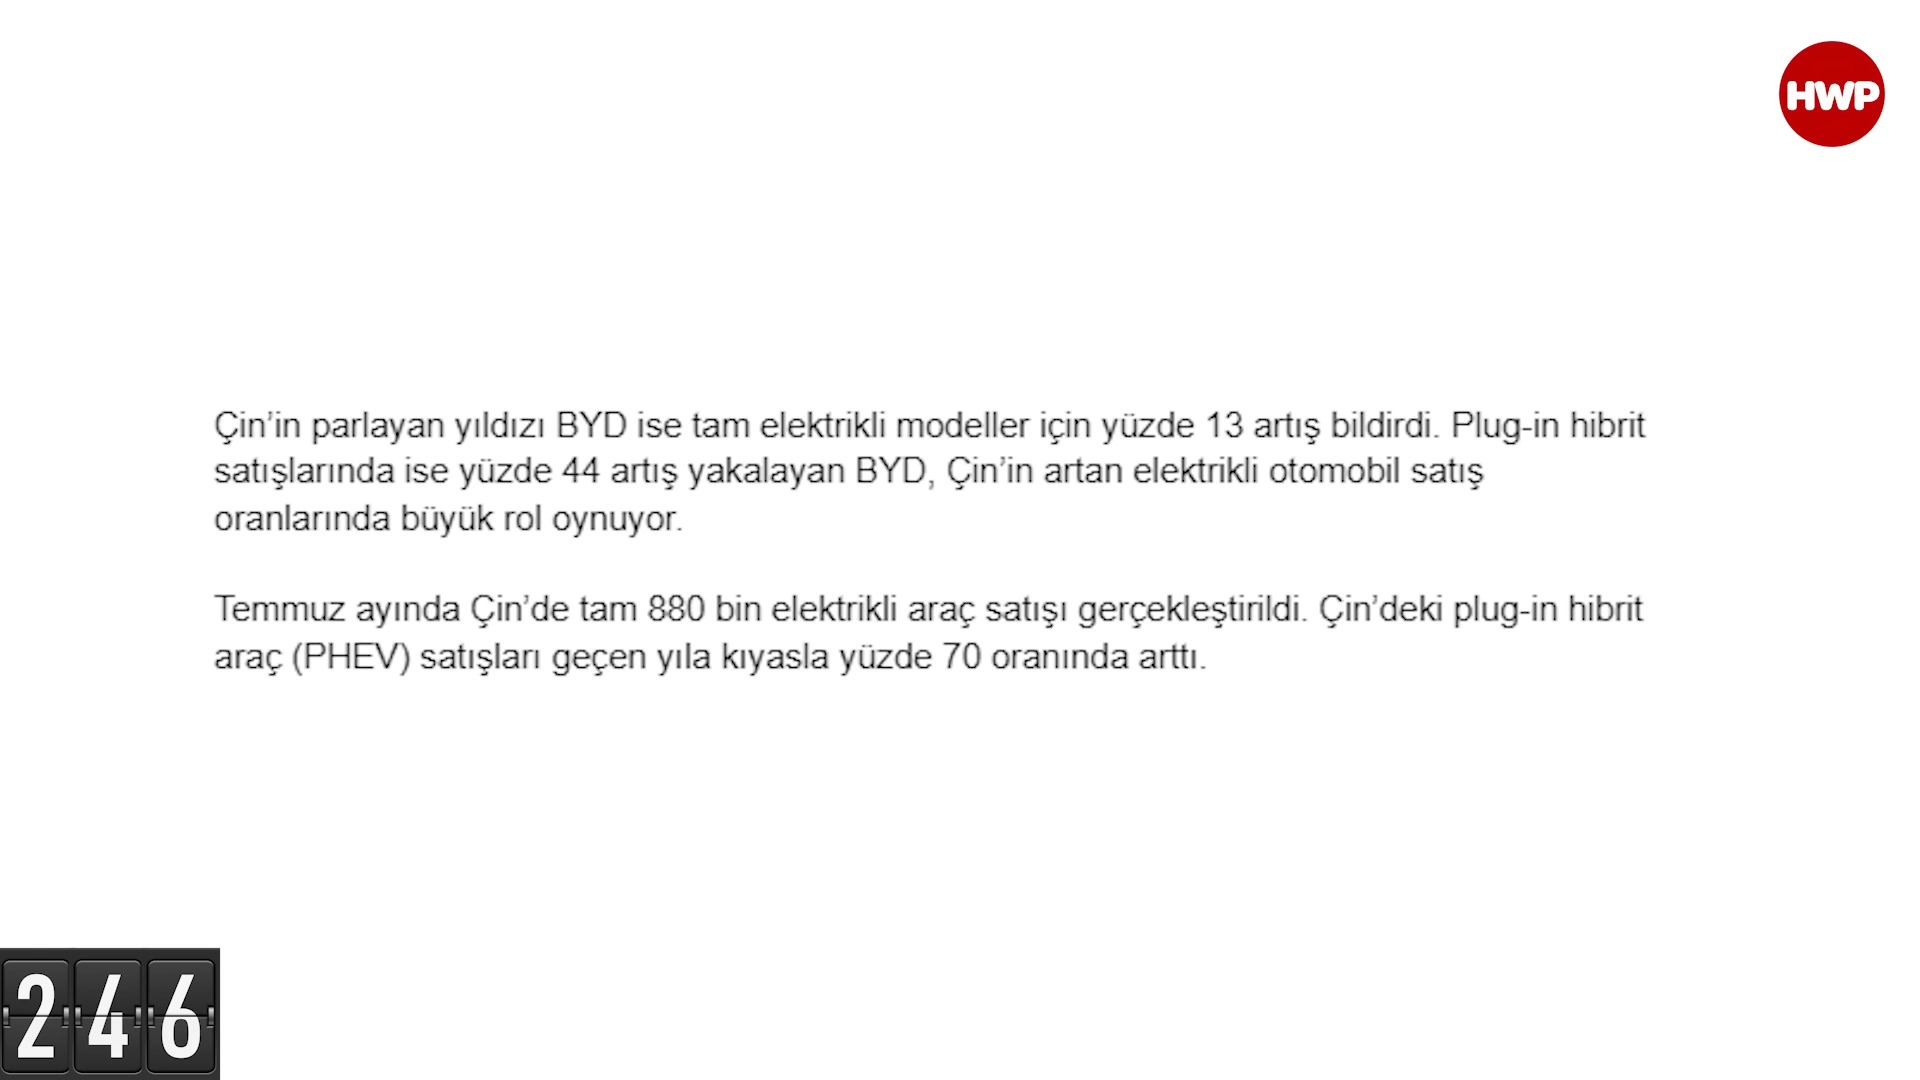 HWP
Çin’in parlayan yıldızı BYD ise tam elektrikli modeller için yüzde 13 artış bildirdi. Plug-in hibrit
satışlarında ise yüzde 44 artış yakalayan BYD, Çin’in artan elektrikli otomobil satış
oranlarında büyük rol oynuyor.
Temmuz ayında Çin’de tam 880 bin elektrikli araç satışı gerçekleştirildi. Çin’deki plug-in hibrit
araç (PHEV) satışları geçen yıla kıyasla yüzde 70 oranında arttı.
246